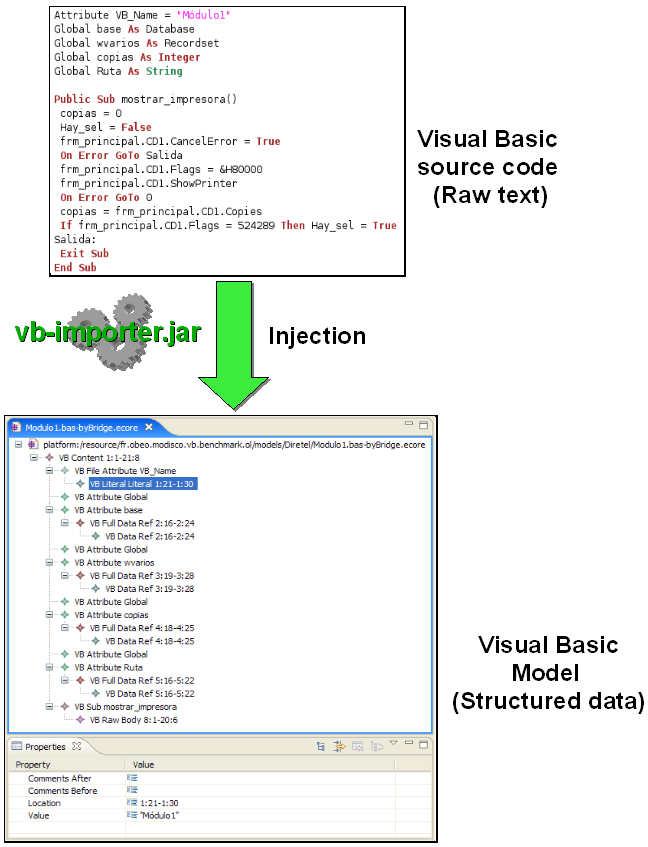 Attribute VB_Name = "Módulo1"
Global base As Database
Global wvarios As Recordset
Global copias As Integer
Global Ruta As String
Public Sub mostrar_impresora()
copias = 0
Hay_sel = False
frm_principal.CD1.CancelError = True
On Error GoTo Salida
frm_principal.CD1.Flags = &H80000
frm_principal.CD1.ShowPrinter
On Error GoTo 0
copias = frm_principal.CD1.Copies
If frm_principal.CD1.Flags = 524289 Then Hay_sel = True
Salida:
Exit Sub
End Sub
Visual Basic
source code
(Raw text)
vb-importer.jar
Injection
Modulo1.bas-byBridge.ecore
platform:/resource/fr.obeo.modisco.vb.benchmark.ol/models/Diretel/Modulo1.bas-byBridge.ecore
VB Content 1:1-21:8
VB File Attribute VB_Name
VB Literal Literal 1:21-1:30
VB Attribute Global
VB Attribute base
VB Full Data Ref 2:16-2:24
VB Data Ref 2:16-2:24
VB Attribute Global
VB Attribute wvarios
VB Full Data Ref 3:19-3:28
VB Data Ref 3:19-3:28
VB Attribute Global
VB Attribute copias
VB Full Data Ref 4:18-4:25
VB Data Ref 4:18-4:25
VB Attribute Global
VB Attribute Ruta
VB Full Data Ref 5:16-5:22
VB Data Ref 5:16-5:22
VB Sub mostrar_impresora
VB Raw Body 8:1-20:6
Visual Basic
Model
(Structured data)
Properties
Property Value
Comments After
Comments Before
Location 1:21-1:30
Value "Módulo1"